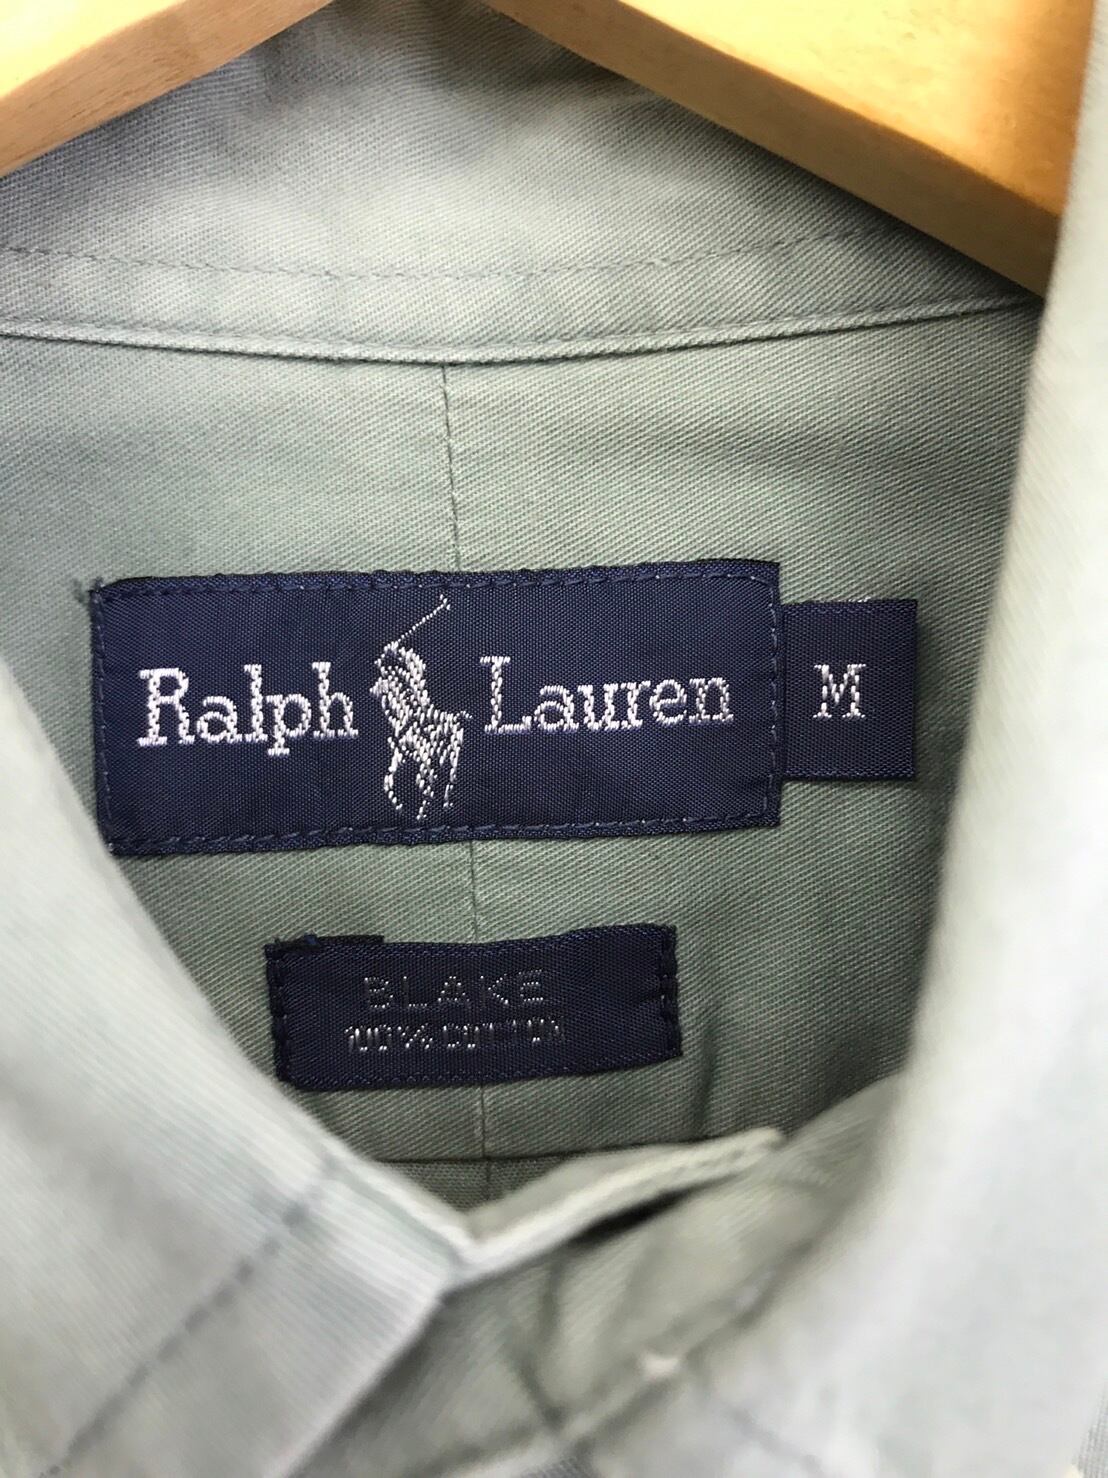 Ralph Lauren M
BLAKE
100% COTTON